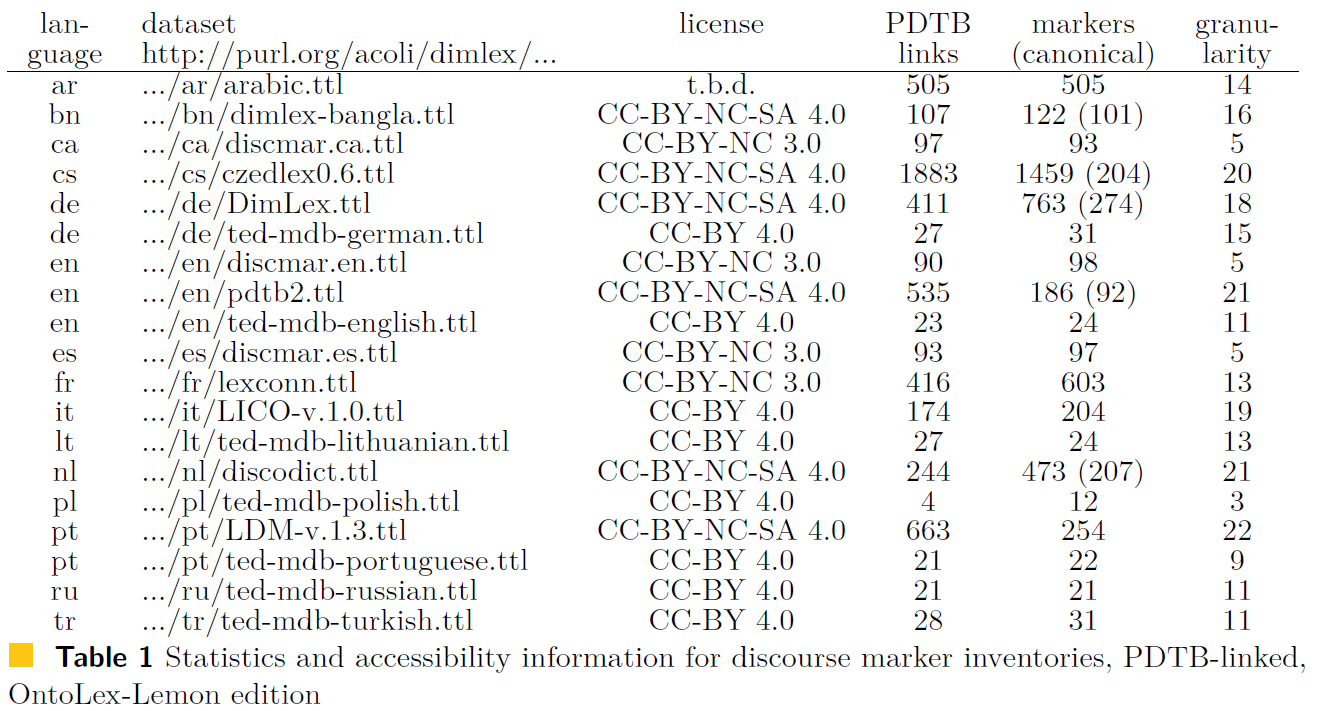 lan- dataset license PDTB markers granu-
guage http://purl.org/acoli/dimlex/... links (canonical) larity
ar .../ar/arabic.ttl t.b.d. 505 505 14
bn .../bn/dimlex-bangla.ttl CC-BY-NC-SA 4.0 107 122 (101) 16
ca .../ca/discmar.ca.ttl CC-BY-NC 3.0 97 93 5
cs .../cs/czedlex0.6.ttl CC-BY-NC-SA 4.0 1883 1459 (204) 20
de .../de/DimLex.ttl CC-BY-NC-SA 4.0 411 763 (274) 18
de .../de/ted-mdb-german.ttl CC-BY 4.0 27 31 15
en .../en/discmar.en.ttl CC-BY-NC 3.0 90 98 5
en .../en/pdtb2.ttl CC-BY-NC-SA 4.0 535 186 (92) 21
en .../en/ted-mdb-english.ttl CC-BY 4.0 23 24 11
es .../es/discmar.es.ttl CC-BY-NC 3.0 93 97 5
fr .../fr/lexconn.ttl CC-BY-NC 3.0 416 603 13
it .../it/LICO-v.1.0.ttl CC-BY 4.0 174 204 19
lt .../lt/ted-mdb-lithuanian.ttl CC-BY 4.0 27 24 13
nl .../nl/discodict.ttl CC-BY-NC-SA 4.0 244 473 (207) 21
pl .../pl/ted-mdb-polish.ttl CC-BY 4.0 4 12 3
pt .../pt/LDM-v.1.3.ttl CC-BY-NC-SA 4.0 663 254 22
pt .../pt/ted-mdb-portuguese.ttl CC-BY 4.0 21 22 9
ru .../ru/ted-mdb-russian.ttl CC-BY 4.0 21 21 11
tr .../tr/ted-mdb-turkish.ttl CC-BY 4.0 28 31 11
Table 1 Statistics and accessibility information for discourse marker inventories, PDTB-linked,
OntoLex-Lemon edition